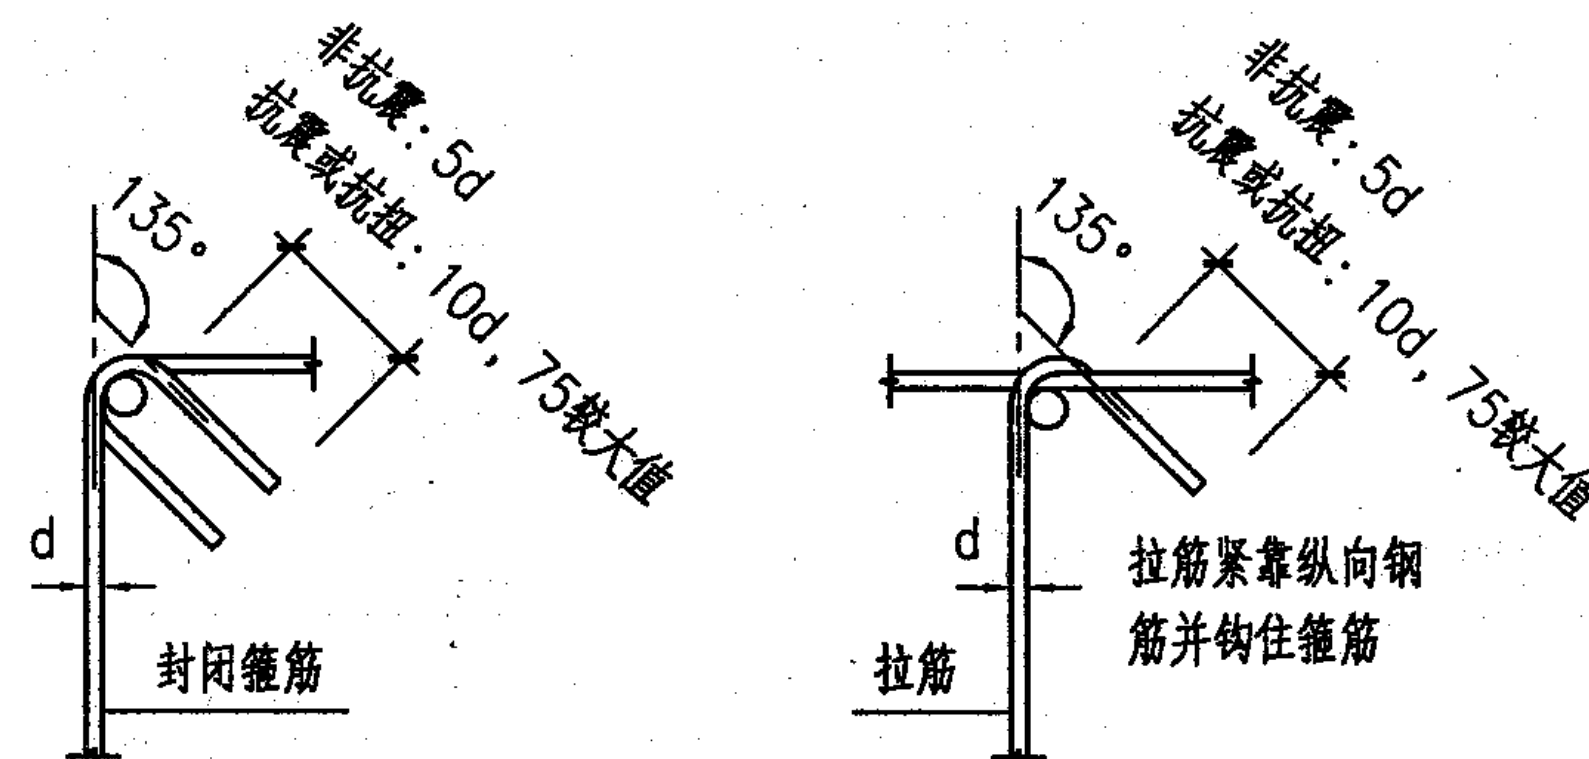 非抗震：5d
抗震或抗扭：10d，75较大值
135°
d
封闭箍筋
非抗震：5d
抗震或抗扭：10d，75较大值
135°
d
拉筋紧靠纵向钢
筋并钩住箍筋
拉筋